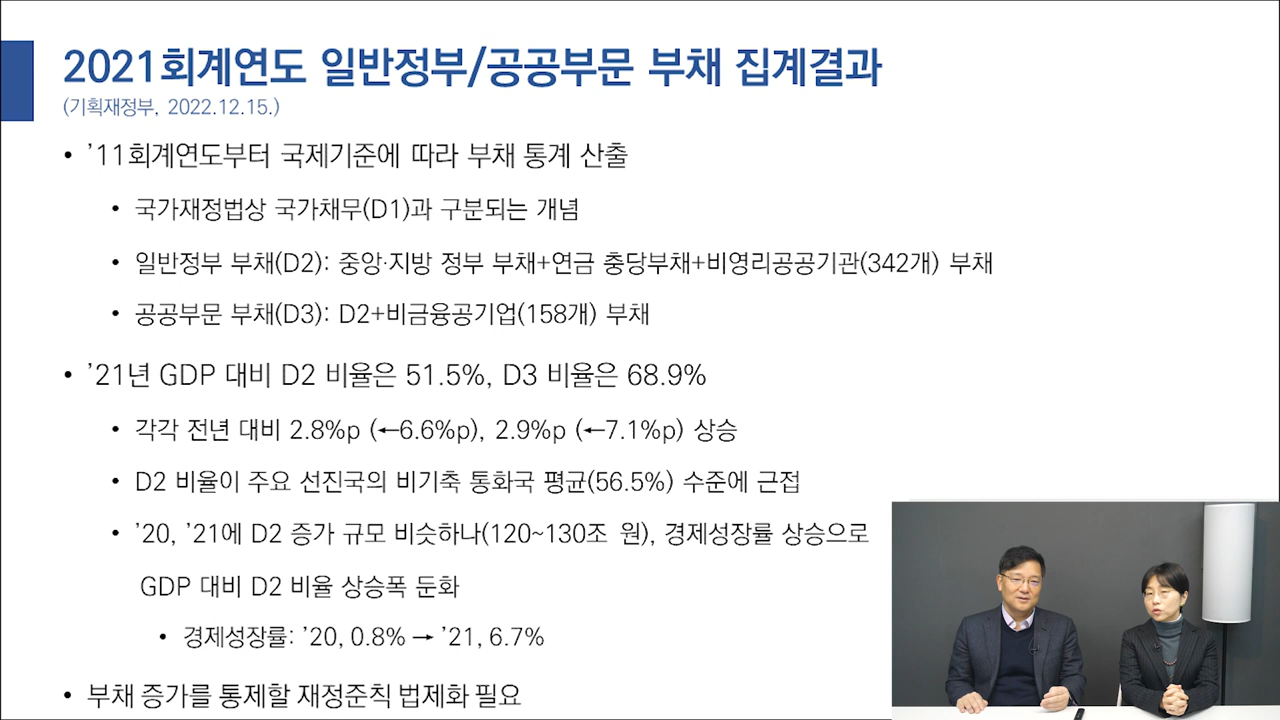 2021회계연도 일반정부/공공부문 부채 집계결과
(기획재정부, 2022.12.15.)
• ’11회계연도부터 국제기준에 따라 부채 통계 산출
• 국가재정법상 국가채무(D1)과 구분되는 개념
• 일반정부 부채(D2): 중앙·지방 정부 부채+연금 충당부채+비영리공공기관(342개) 부채
• 공공부문 부채(D3): D2+비금융공기업(158개) 부채
• ’21년 GDP 대비 D2 비율은 51.5%, D3 비율은 68.9%
• 각각 전년 대비 2.8%p (←6.6%p), 2.9%p (←7.1%p) 상승
• D2 비율이 주요 선진국의 비기축 통화국 평균(56.5%) 수준에 근접
• ’20, ’21에 D2 증가 규모 비슷하나(120~130조 원), 경제성장률 상승으로
GDP 대비 D2 비율 상승폭 둔화
• 경제성장률: ’20, 0.8% → ’21, 6.7%
• 부채 증가를 통제할 재정준칙 법제화 필요